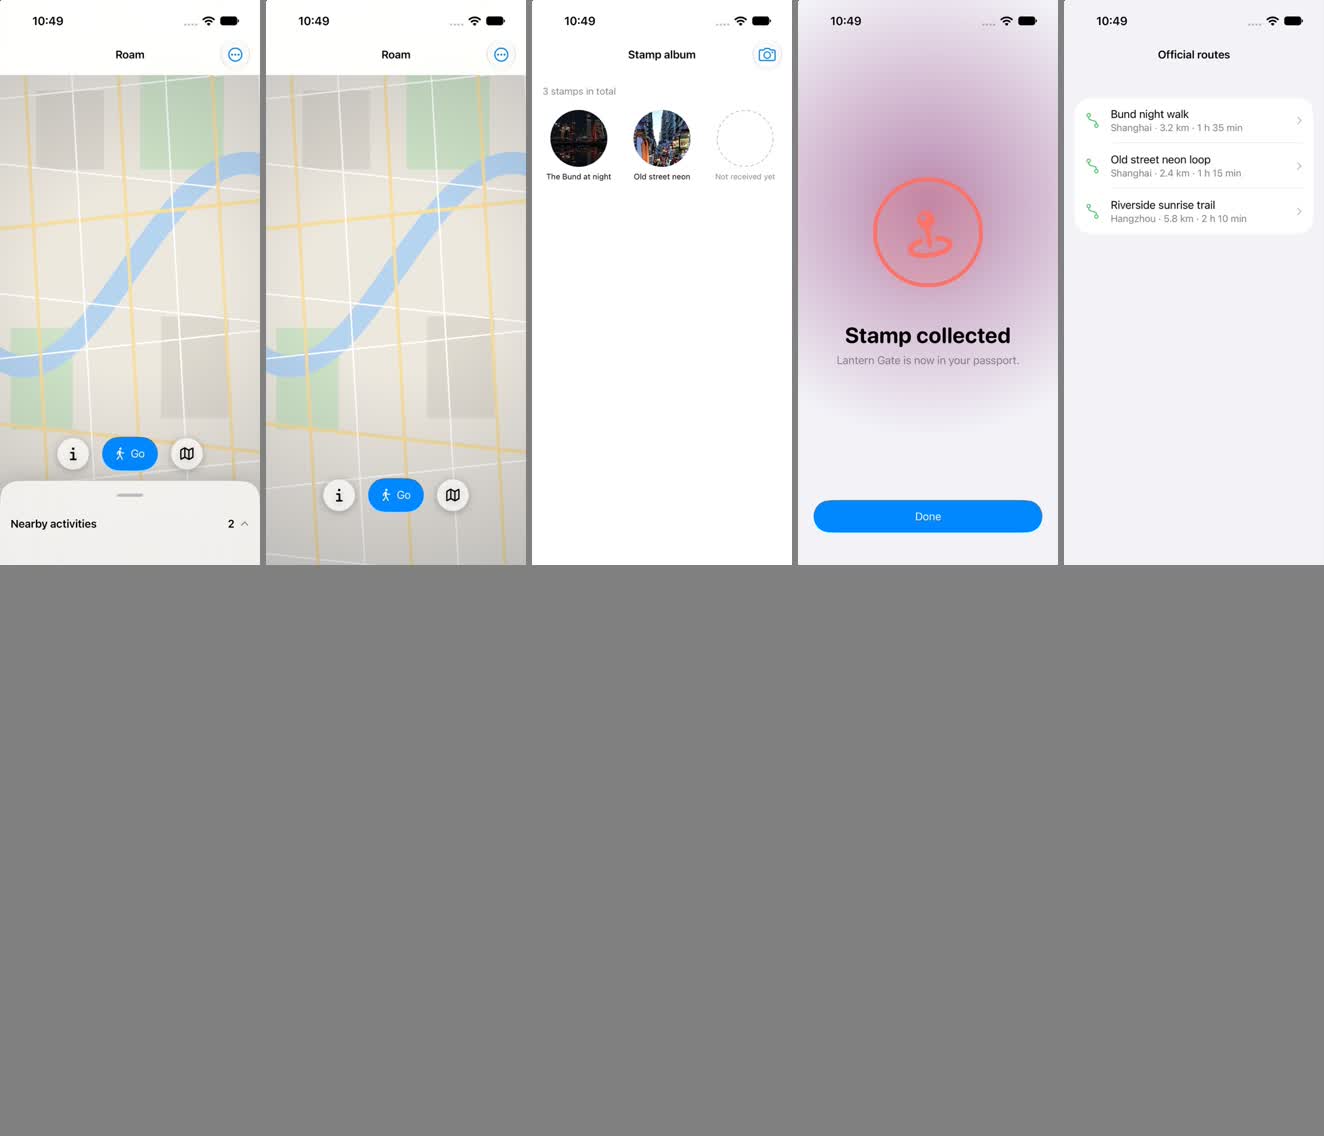 10:49
Roam
Go
Nearby activities
2
10:49
Roam
Go
10:49
Stamp album
3 stamps in total
The Bund at night
Old street neon
Not received yet
10:49
Stamp collected
Lantern Gate is now in your passport.
Done
10:49
Official routes
Bund night walk
Shanghai · 3.2 km · 1 h 35 min
Old street neon loop
Shanghai · 2.4 km · 1 h 15 min
Riverside sunrise trail
Hangzhou · 5.8 km · 2 h 10 min